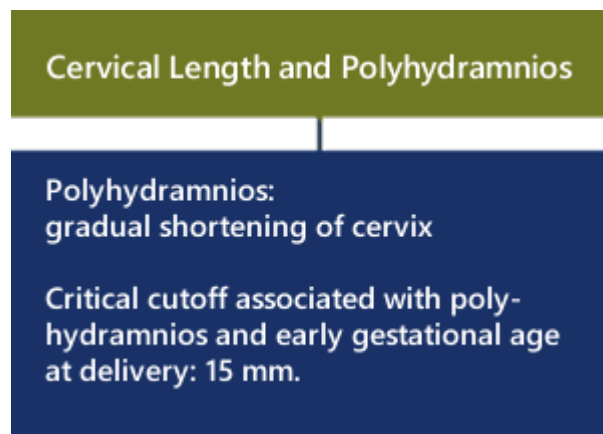 Cervical Length and Polyhydramnios
Polyhydramnios:
gradual shortening of cervix
Critical cutoff associated with poly-
hydramnios and early gestational age
at delivery: 15 mm.